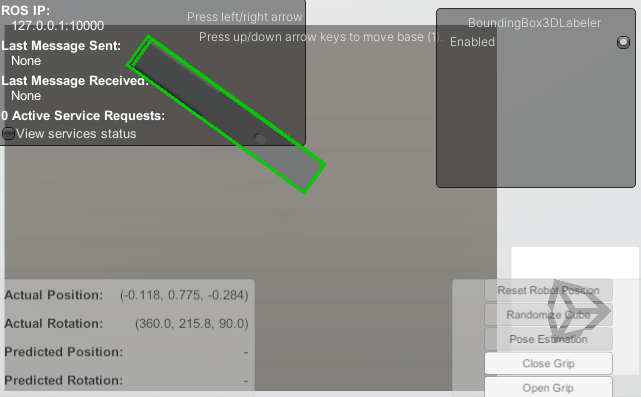 ROS IP:
127.0.0.1:10000
Last Message Sent:
None
Last Message Received:
None
0 Active Service Requests:
View services status
Press left/right arrow
Press up/down arrow keys to move base (1).
BoundingBox3DLabeler
Enabled
Actual Position: (-0.118, 0.775, -0.284)
Actual Rotation: (360.0, 215.8, 90.0)
Predicted Position: -
Predicted Rotation: -
Reset Robot Position
Randomize Cube
Pose Estimation
Close Grip
Open Grip